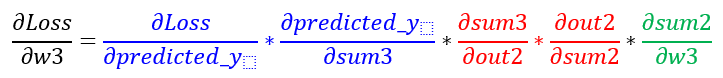 ∂Loss/∂w3 = ∂Loss/∂predicted_y⬚ * ∂predicted_y⬚/∂sum3 * ∂sum3/∂out2 * ∂out2/∂sum2 * ∂sum2/∂w3